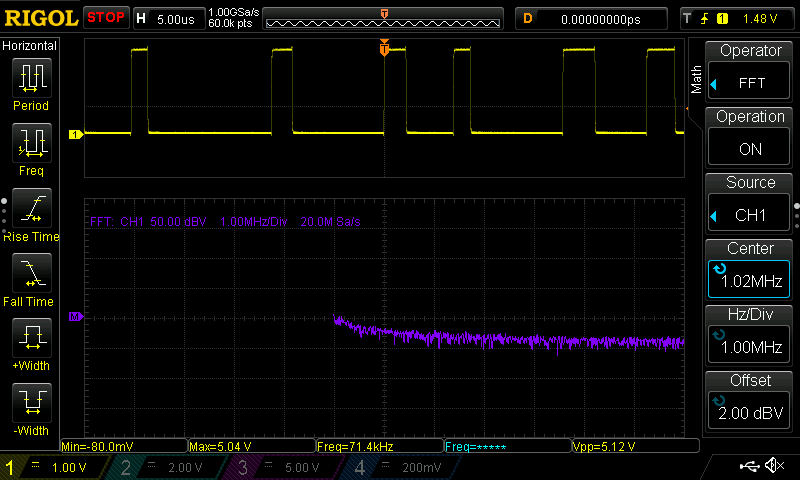 RIGOL STOP H 5.00us 1.00GSa/s 60.0k pts T D 0.00000000ps T 1 1.48 V
Horizontal
Period
Freq
Rise Time
Fall Time
+Width
-Width
T
1
FFT: CH1 50.00 dBV 1.00MHz/Div 20.0M Sa/s
M
Math
Operator
FFT
Operation
ON
Source
CH1
Center
1.02MHz
Hz/Div
1.00MHz
Offset
2.00 dBV
Min=-80.0mV Max=5.04 V Freq=71.4kHz Freq=***** Vpp=5.12 V
1 1.00 V 2 2.00 V 3 5.00 V 4 200mV